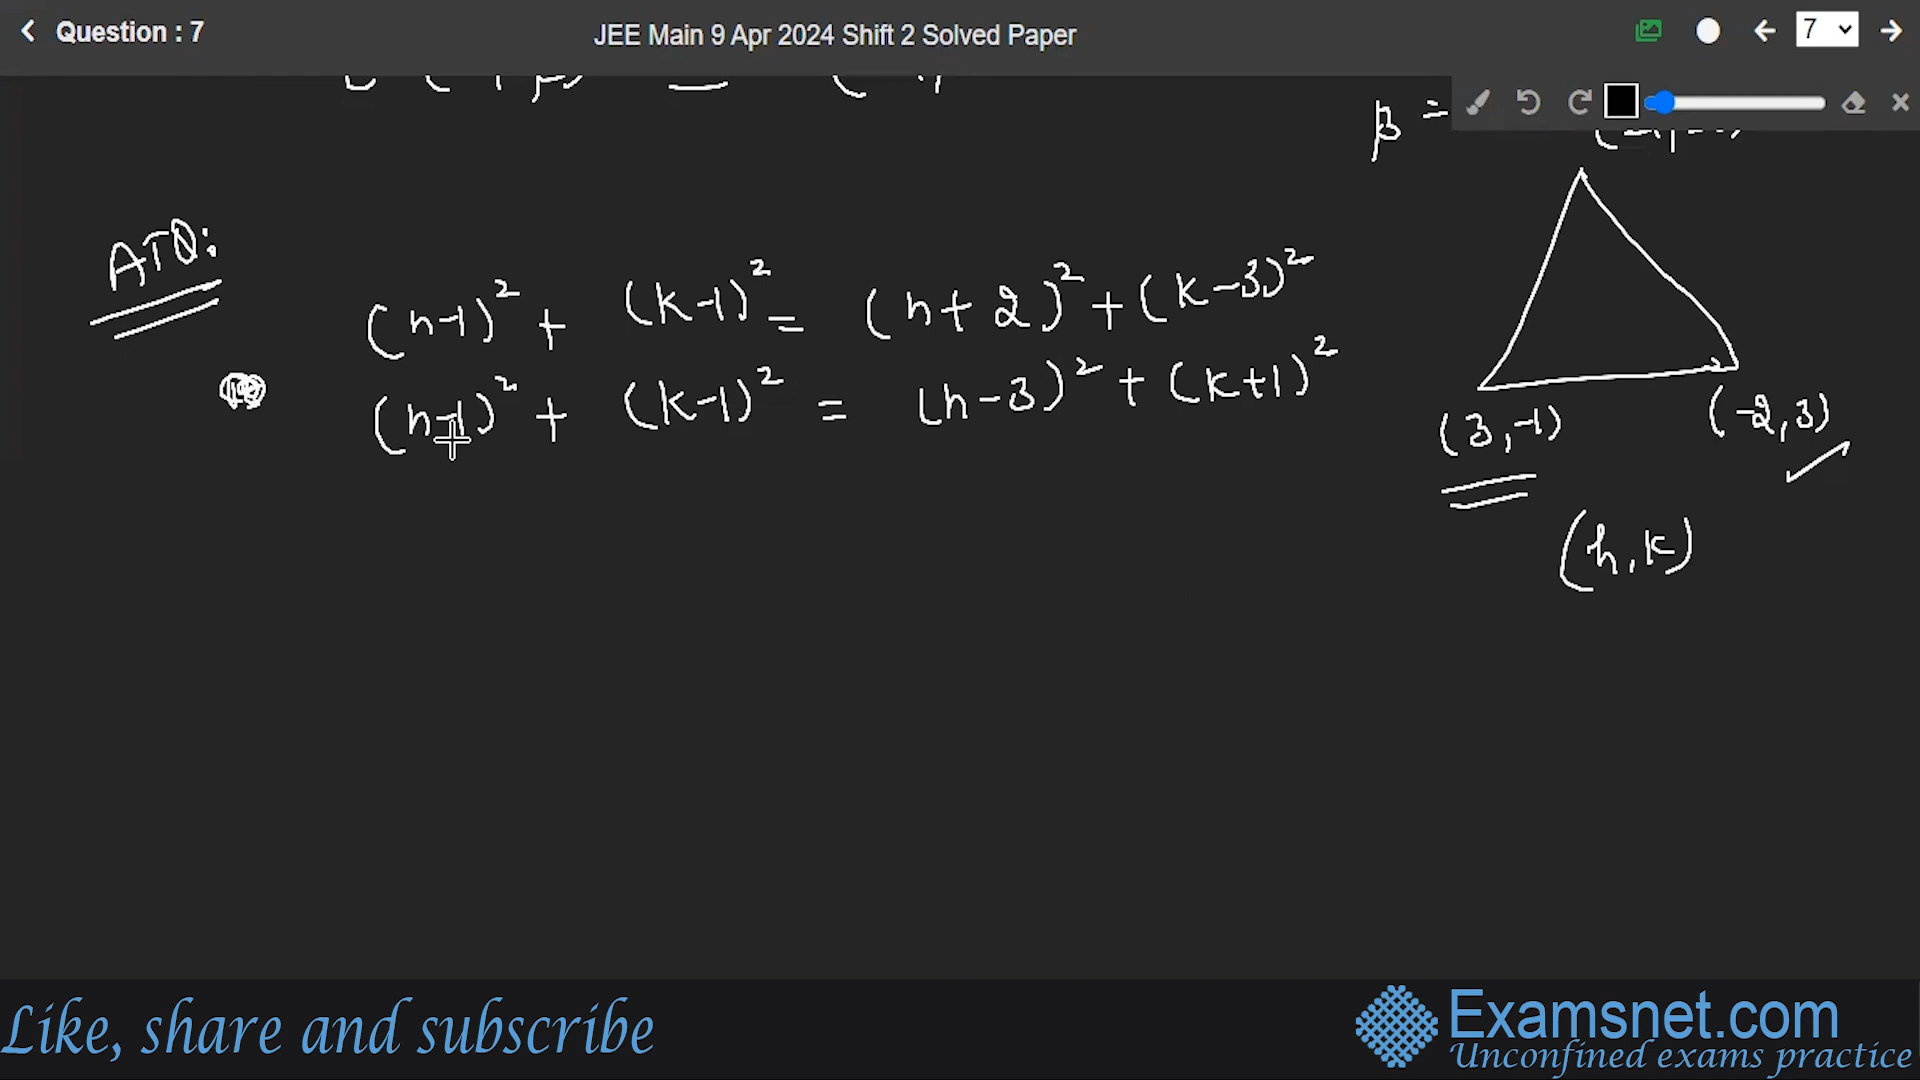 Question : 7
JEE Main 9 Apr 2024 Shift 2 Solved Paper
7
β =
ATQ:
(h-1)² + (k-1)² = (h+2)² + (k-3)²
(h-1)² + (k-1)² = (h-3)² + (k+1)²
(3,-1)
(-2,3)
(h,k)
Like, share and subscribe
Examsnet.com
Unconfined exams practice